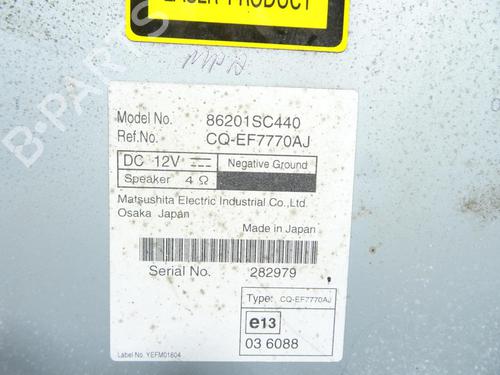 LASER PRODUCT
B-PARTS
Model No. 86201SC440
Ref.No. CQ-EF7770AJ
DC 12V Negative Ground
Speaker 4 Ω
Matsushita Electric Industrial Co.,Ltd.
Osaka Japan
Made in Japan
Serial No. 282979
Type: CQ-EF7770AJ
e13
03 6088
Label No. YEFM01604